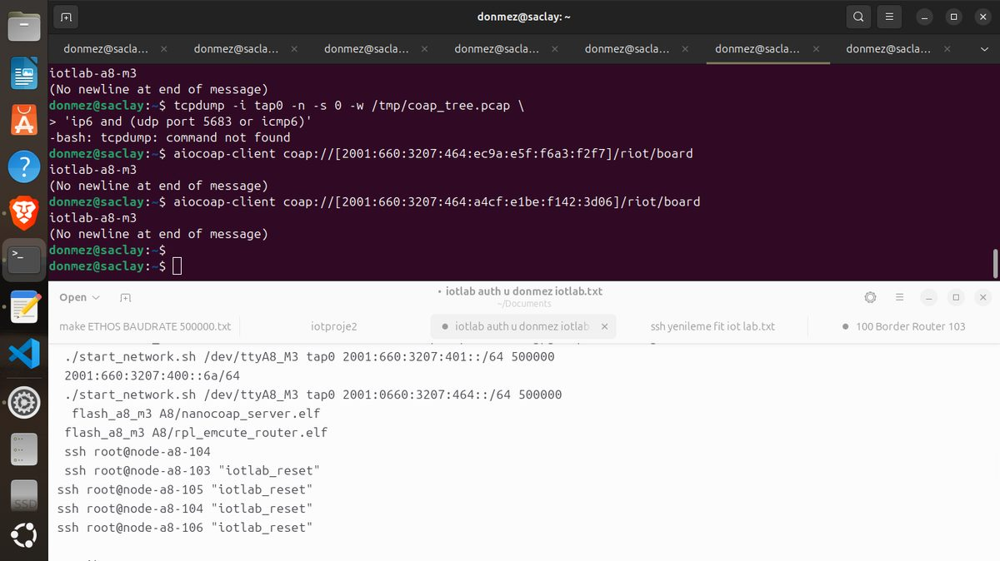 donmez@saclay: ~
donmez@sacla...
donmez@sacla...
donmez@sacla...
donmez@sacla...
donmez@sacla...
donmez@sacla...
donmez@sacla...
iotlab-a8-m3
(No newline at end of message)
donmez@saclay:~$ tcpdump -i tap0 -n -s 0 -w /tmp/coap_tree.pcap \
> 'ip6 and (udp port 5683 or icmp6)'
-bash: tcpdump: command not found
donmez@saclay:~$ aiocoap-client coap://[2001:660:3207:464:ec9a:e5f:f6a3:f2f7]/riot/board
iotlab-a8-m3
(No newline at end of message)
donmez@saclay:~$ aiocoap-client coap://[2001:660:3207:464:a4cf:e1be:f142:3d06]/riot/board
iotlab-a8-m3
(No newline at end of message)
donmez@saclay:~$
donmez@saclay:~$
Open
• iotlab auth u donmez iotlab.txt
~/Documents
make ETHOS BAUDRATE 500000.txt
iotproje2
iotlab auth u donmez iotlab
ssh yenileme fit iot lab.txt
100 Border Router 103
./start_network.sh /dev/ttyA8_M3 tap0 2001:660:3207:401::/64 500000
2001:660:3207:400::6a/64
./start_network.sh /dev/ttyA8_M3 tap0 2001:0660:3207:464::/64 500000
flash_a8_m3 A8/nanocoap_server.elf
flash_a8_m3 A8/rpl_emcute_router.elf
ssh root@node-a8-104
ssh root@node-a8-103 "iotlab_reset"
ssh root@node-a8-105 "iotlab_reset"
ssh root@node-a8-104 "iotlab_reset"
ssh root@node-a8-106 "iotlab_reset"
SSD